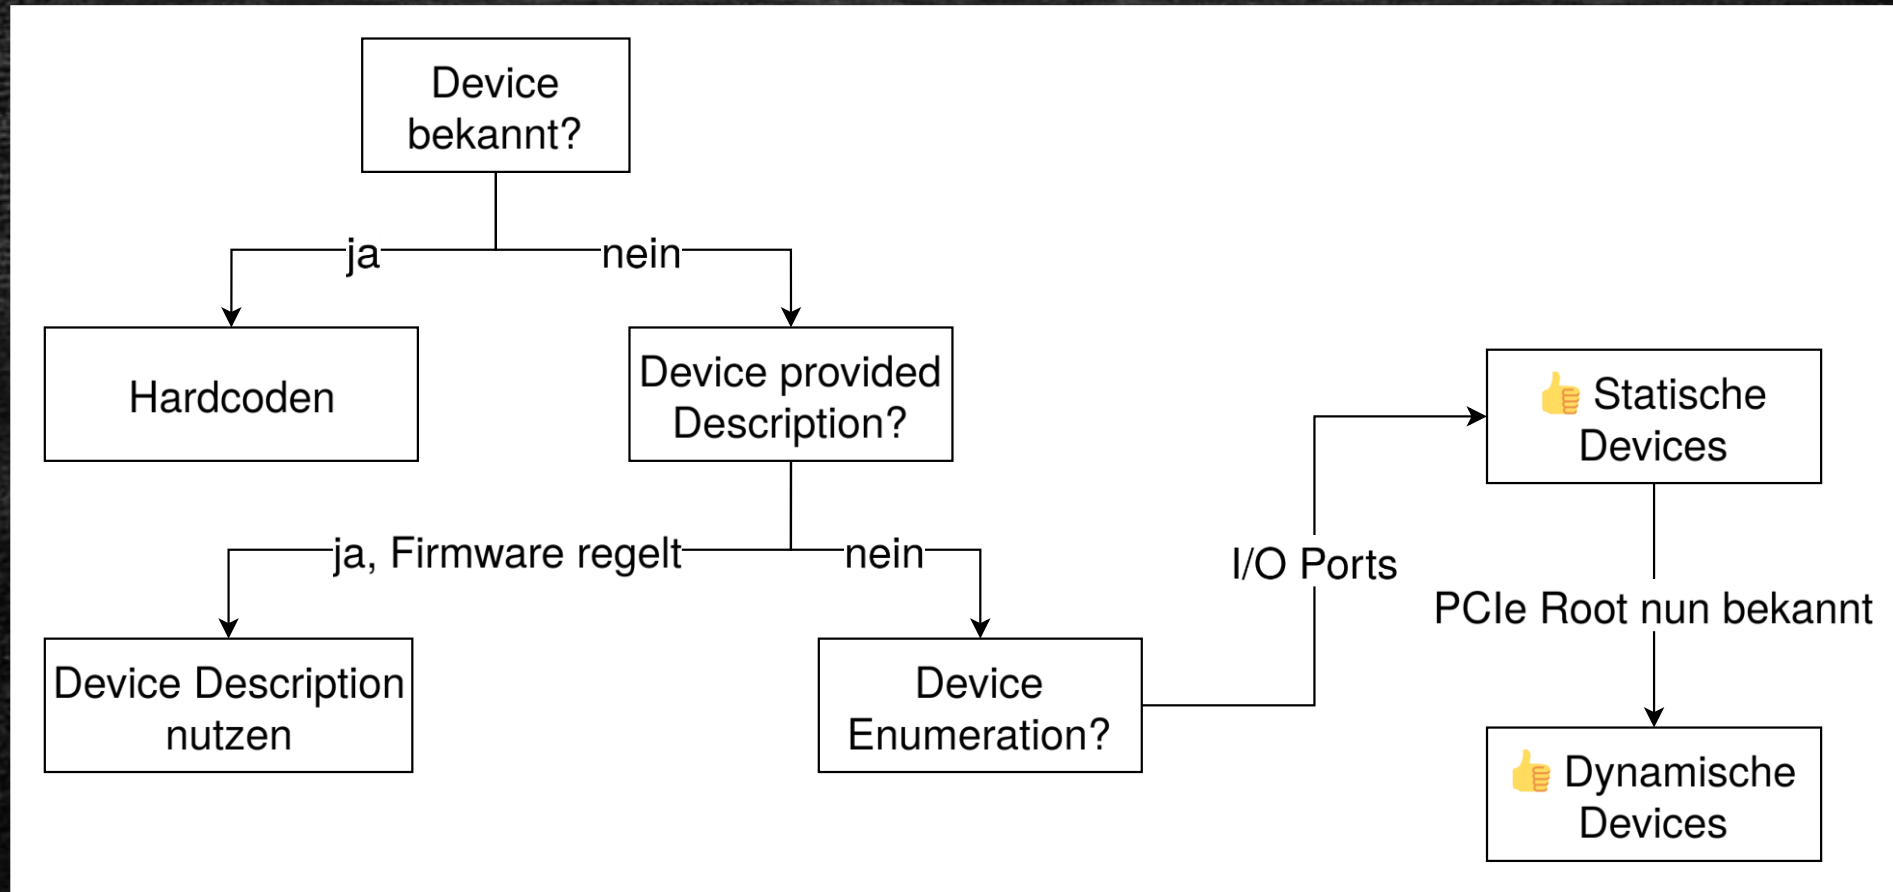 Device
bekannt?
ja
nein
Hardcoden
Device provided
Description?
👍 Statische
Devices
ja, Firmware regelt
nein
I/O Ports
PCIe Root nun bekannt
Device Description
nutzen
Device
Enumeration?
👍 Dynamische
Devices